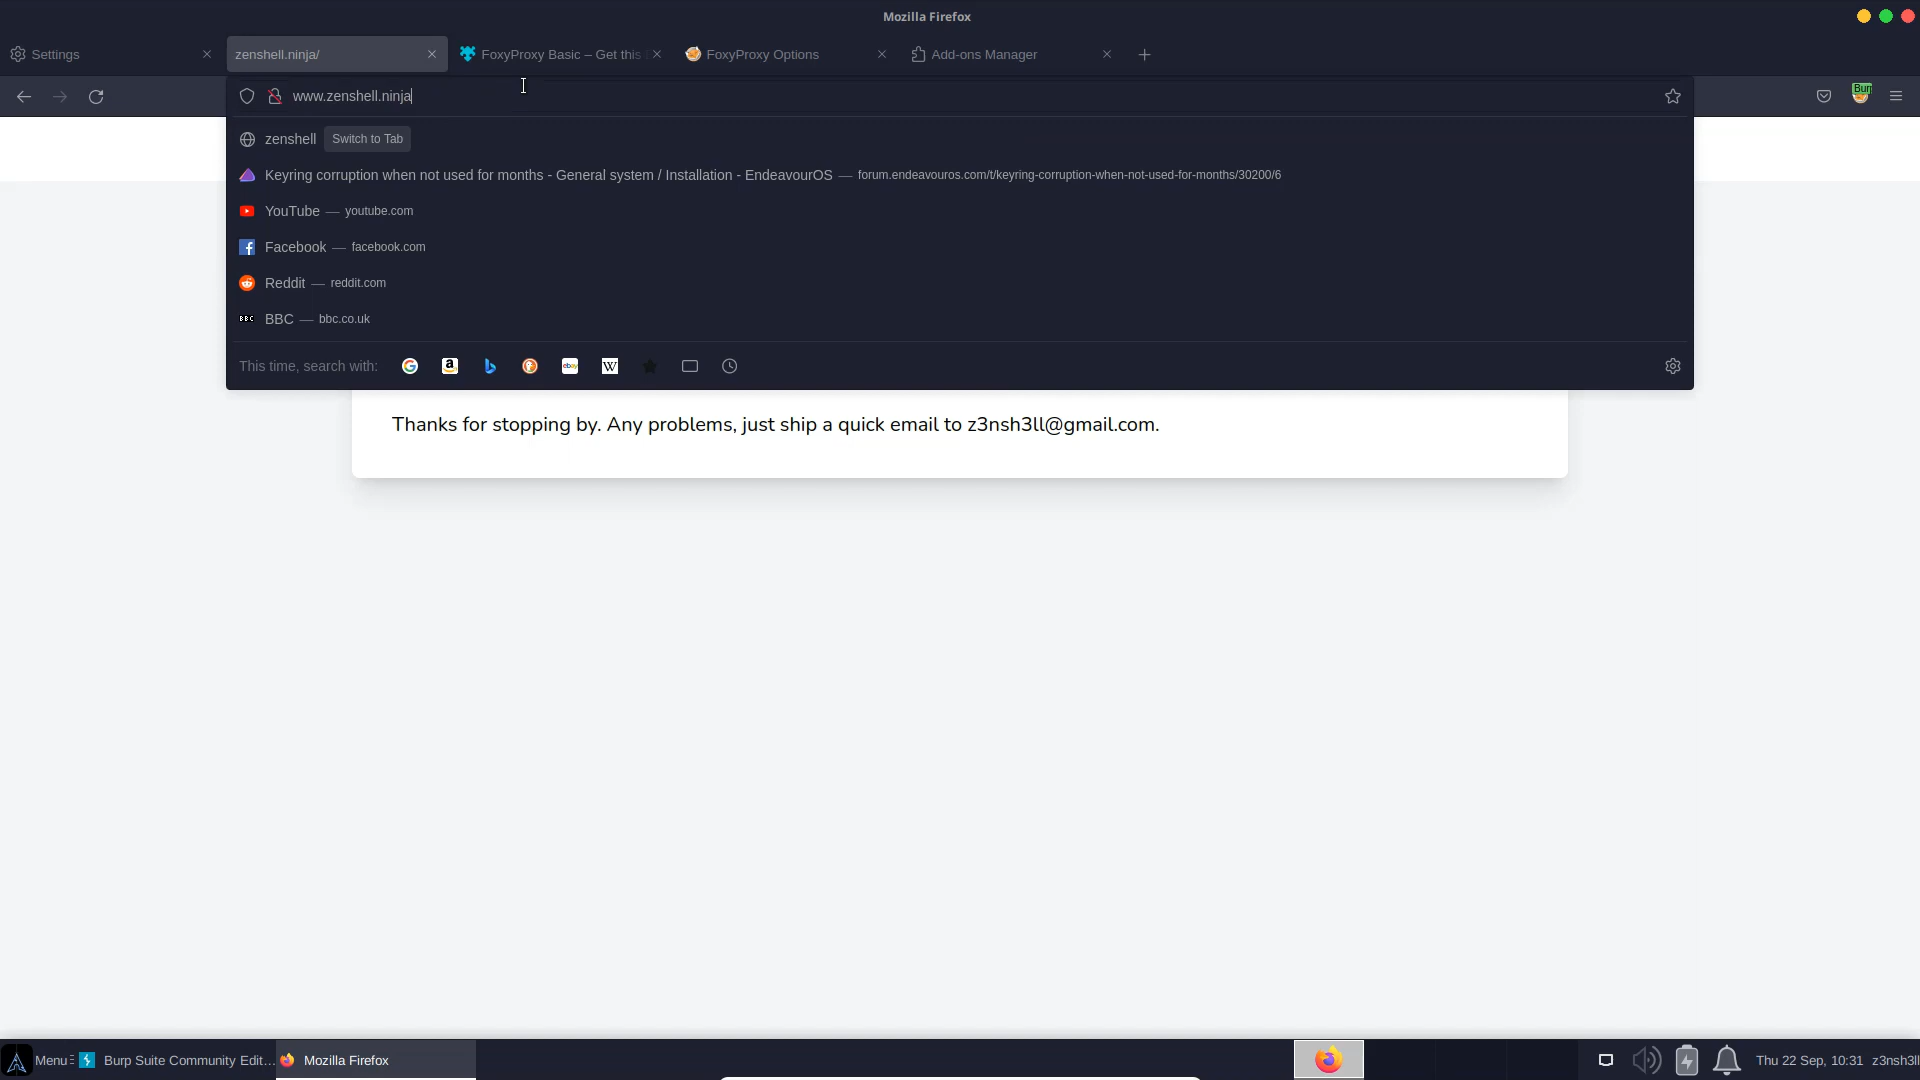 Mozilla Firefox
Settings
zenshell.ninja/
FoxyProxy Basic – Get this
FoxyProxy Options
Add-ons Manager
www.zenshell.ninja
Bur
zenshell Switch to Tab
Keyring corruption when not used for months - General system / Installation - EndeavourOS — forum.endeavouros.com/t/keyring-corruption-when-not-used-for-months/30200/6
YouTube — youtube.com
Facebook — facebook.com
Reddit — reddit.com
BBC BBC — bbc.co.uk
This time, search with: G a ebay W
Thanks for stopping by. Any problems, just ship a quick email to z3nsh3ll@gmail.com.
Menu Burp Suite Community Edit... Mozilla Firefox Thu 22 Sep, 10:31 z3nsh3ll